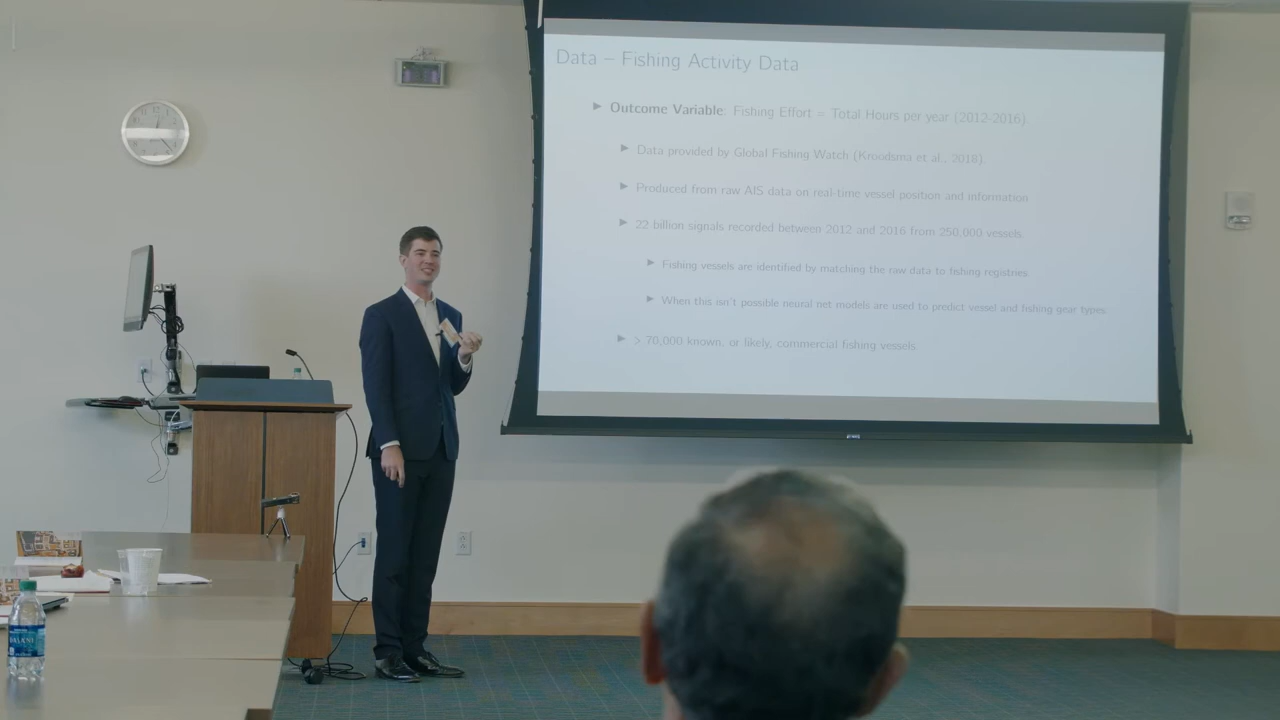 Data – Fishing Activity Data
Outcome Variable: Fishing Effort = Total Hours per year (2012-2016)
Data provided by Global Fishing Watch (Kroodsma et al., 2018)
Produced from raw AIS data on real-time vessel position and information
22 billion signals recorded between 2012 and 2016 from 250,000 vessels.
Fishing vessels are identified by matching the raw data to fishing registries.
When this isn't possible neural net models are used to predict vessel and fishing gear types.
> 70,000 known, or likely, commercial fishing vessels